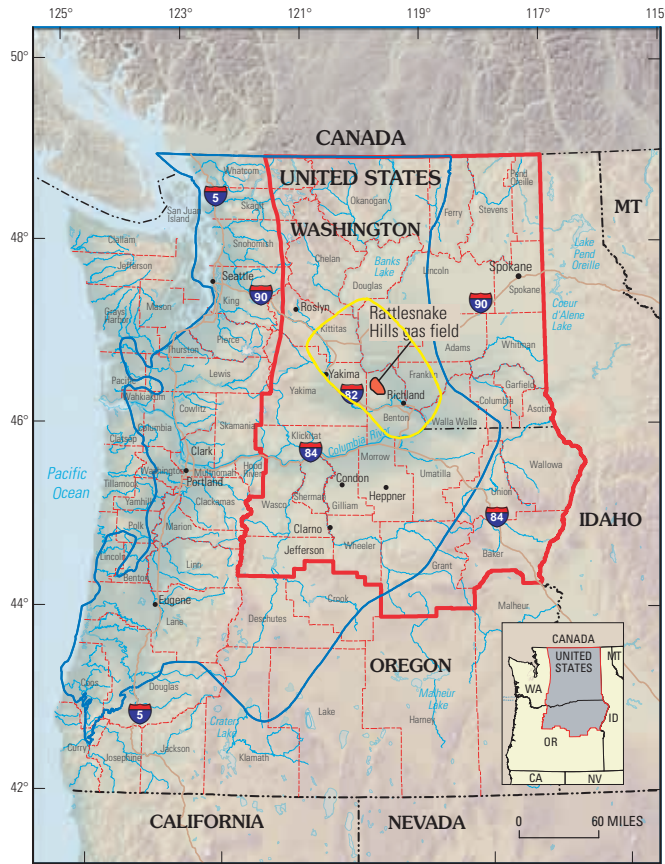 125° 123° 121° 119° 117° 115°
50°
CANADA
UNITED STATES
Whatcom
Okanogan
Pend
Oreille
MT
5
San Juan
Island
Skagit
Ferry
Stevens
WASHINGTON
48°
Clallam
Snohomish
Chelan
Banks
Lake
Lake
Pend
Oreille
Jefferson
Seattle
Douglas
Lincoln
Spokane
90
King
90
Spokane
Coeur
d'Alene
Lake
Mason
Roslyn
Grays
Harbor
Kittitas
Rattlesnake
Hills gas field
Pierce
Adams
Whitman
Thurston
Lewis
Yakima
Franklin
Garfield
Pacific
Yakima
82
Richland
Columbia
Wahkiakum
Asotin
46°
Cowlitz
Skamania
Benton
Walla Walla
Columbia
Klickitat
Clatsop
Clark
84
Columbia River
Wallowa
Pacific
Ocean
Washington
Multnomah
Hood
River
Morrow
Portland
Condon
Umatilla
Tillamook
Heppner
Union
Yamhill
Clackamas
Wasco
Sherman
Gilliam
84
IDAHO
Polk
Marion
Clarno
Lincoln
Jefferson
Wheeler
Baker
Linn
Grant
Benton
44°
Eugene
Crook
Malheur
Lane
Deschutes
OREGON
CANADA
UNITED
STATES
MT
WA
ID
OR
CA
NV
Coos
Douglas
Malheur
Lake
5
Crater
Lake
Lake
Harney
Curry
Jackson
Josephine
Klamath
42°
CALIFORNIA
NEVADA
0 60 MILES